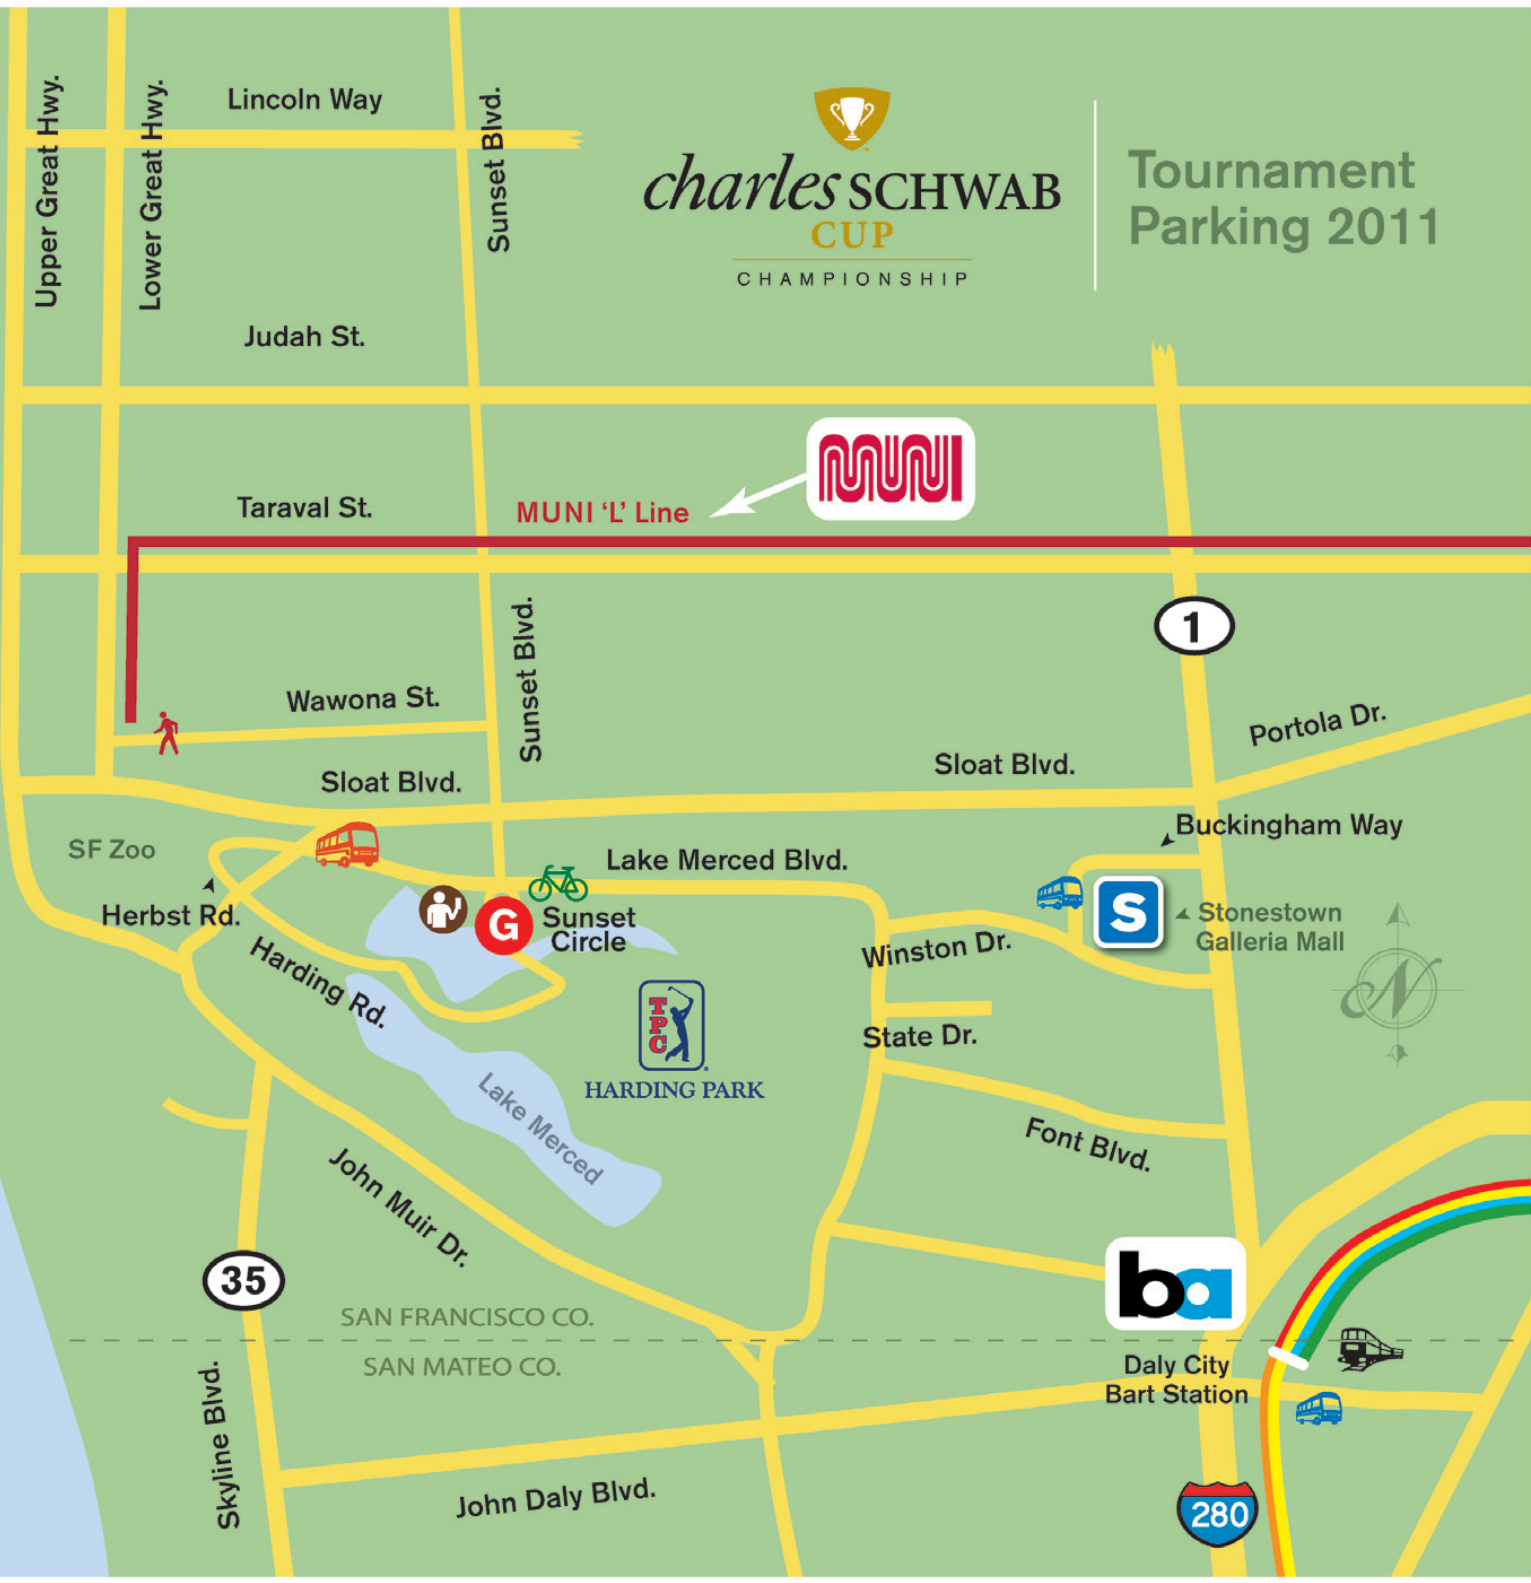 Upper Great Hwy.
Lower Great Hwy.
Lincoln Way
Sunset Blvd.
charles SCHWAB
CUP
CHAMPIONSHIP
Tournament
Parking 2011
Judah St.
Taraval St.
MUNI ‘L’ Line
MUNI
1
Sunset Blvd.
Wawona St.
Portola Dr.
Sloat Blvd.
Sloat Blvd.
Buckingham Way
SF Zoo
Lake Merced Blvd.
Herbst Rd.
G
Sunset
Circle
S
Stonestown
Galleria Mall
Winston Dr.
Harding Rd.
N
TPC
HARDING PARK
State Dr.
Lake Merced
Font Blvd.
John Muir Dr.
35
ba
SAN FRANCISCO CO.
SAN MATEO CO.
Daly City
Bart Station
Skyline Blvd.
John Daly Blvd.
280